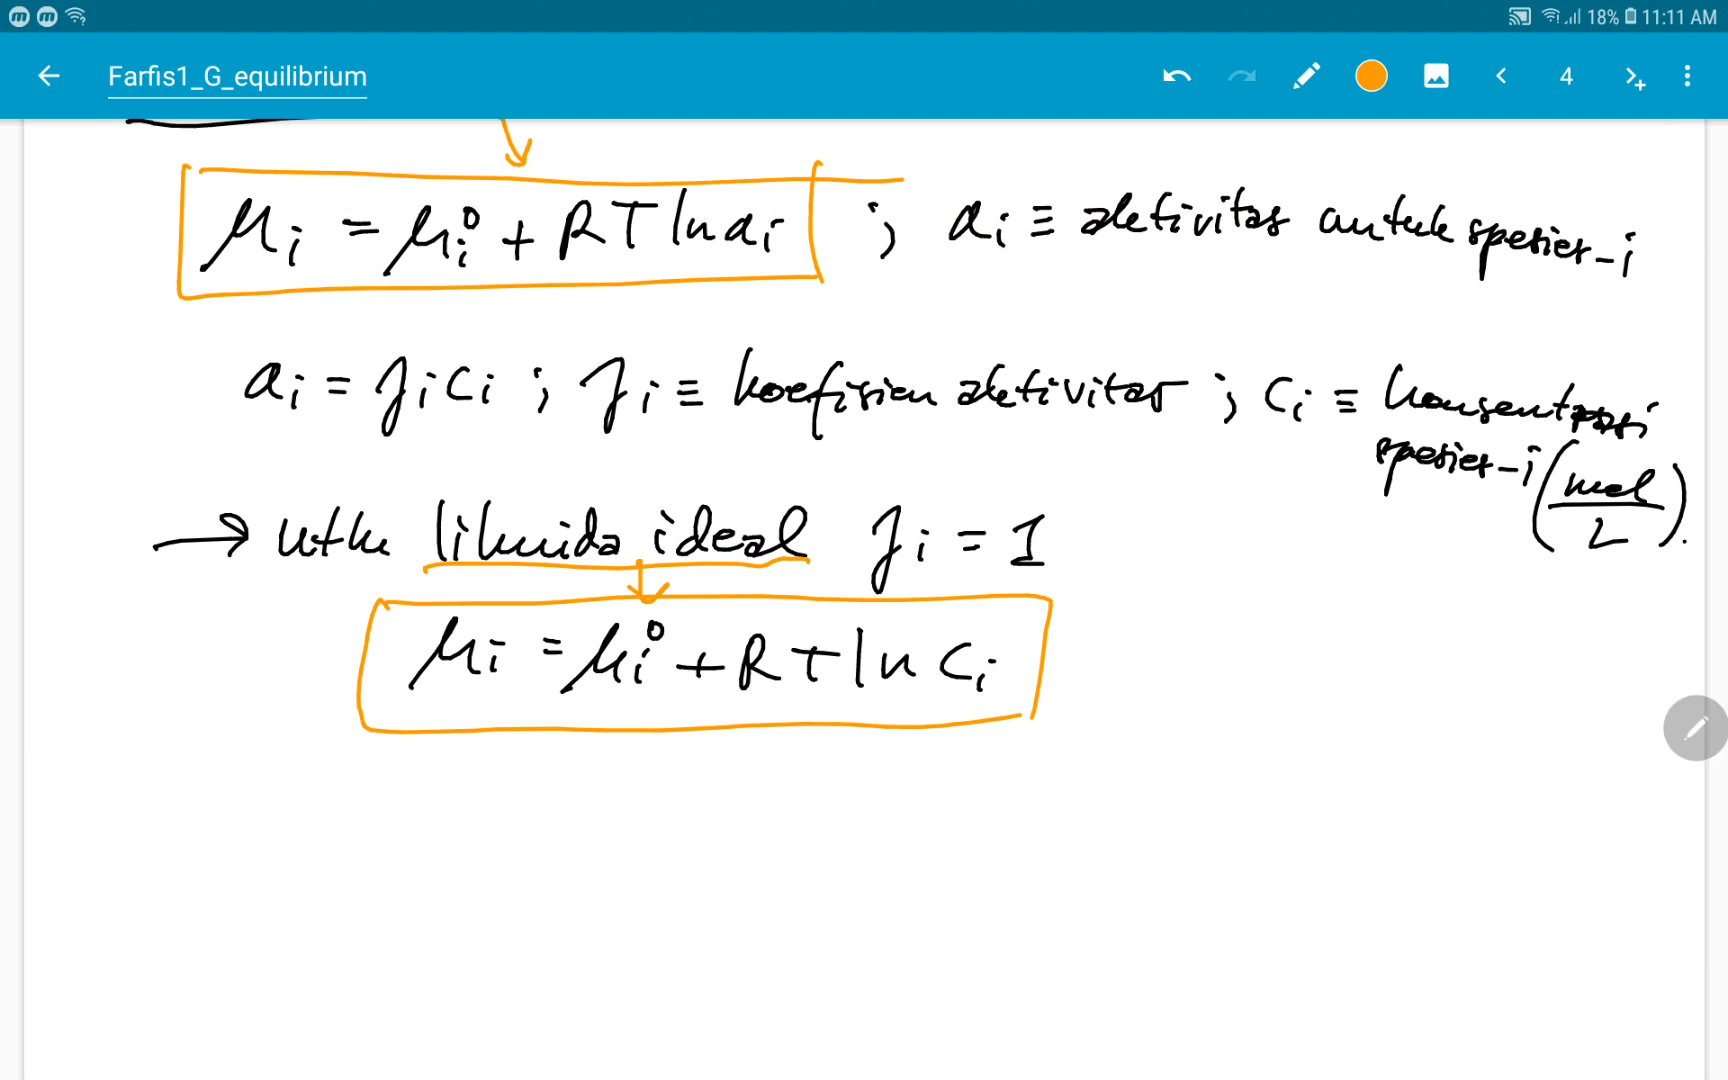 18% 11:11 AM
Farfis1_G_equilibrium 4
μi = μi° + RT ln ai ; ai ≡ aktivitas untuk spesies-i
ai = γi ci ; γi ≡ koefisien aktivitas ; Ci ≡ konsentrasi
spesies-i (mol/L).
→ utk likuida ideal γi = 1
μi = μi° + RT ln Ci